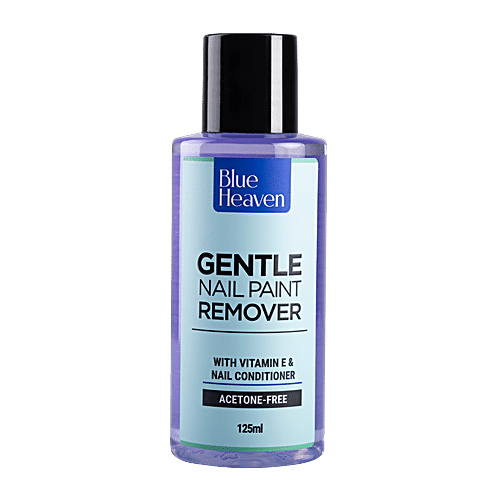 Blue
Heaven
GENTLE
NAIL PAINT
REMOVER
WITH VITAMIN E &
NAIL CONDITIONER
ACETONE-FREE
125ml